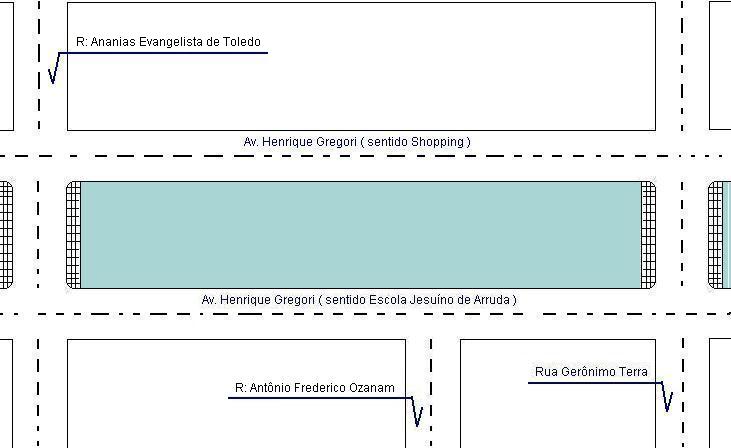 R: Ananias Evangelista de Toledo
Av. Henrique Gregori ( sentido Shopping )
Av. Henrique Gregori ( sentido Escola Jesuíno de Arruda )
Rua Gerônimo Terra
R: Antônio Frederico Ozanam